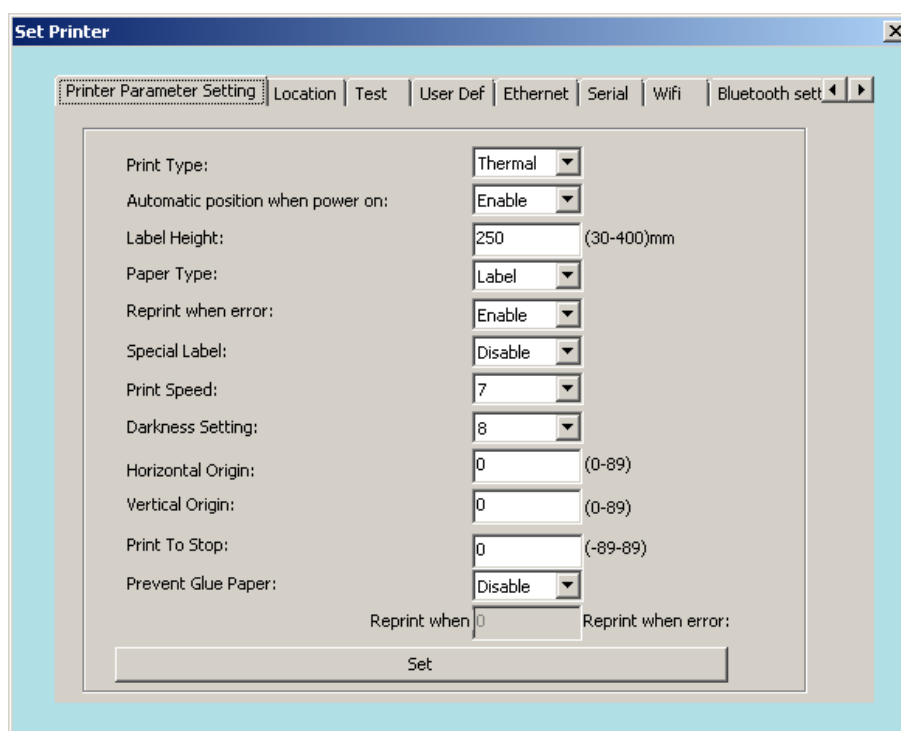 Set Printer
Printer Parameter Setting Location Test User Def Ethernet Serial Wifi Bluetooth sett
Print Type: Thermal
Automatic position when power on: Enable
Label Height: 250 (30-400)mm
Paper Type: Label
Reprint when error: Enable
Special Label: Disable
Print Speed: 7
Darkness Setting: 8
Horizontal Origin: 0 (0-89)
Vertical Origin: 0 (0-89)
Print To Stop: 0 (-89-89)
Prevent Glue Paper: Disable
Reprint when 0 Reprint when error:
Set